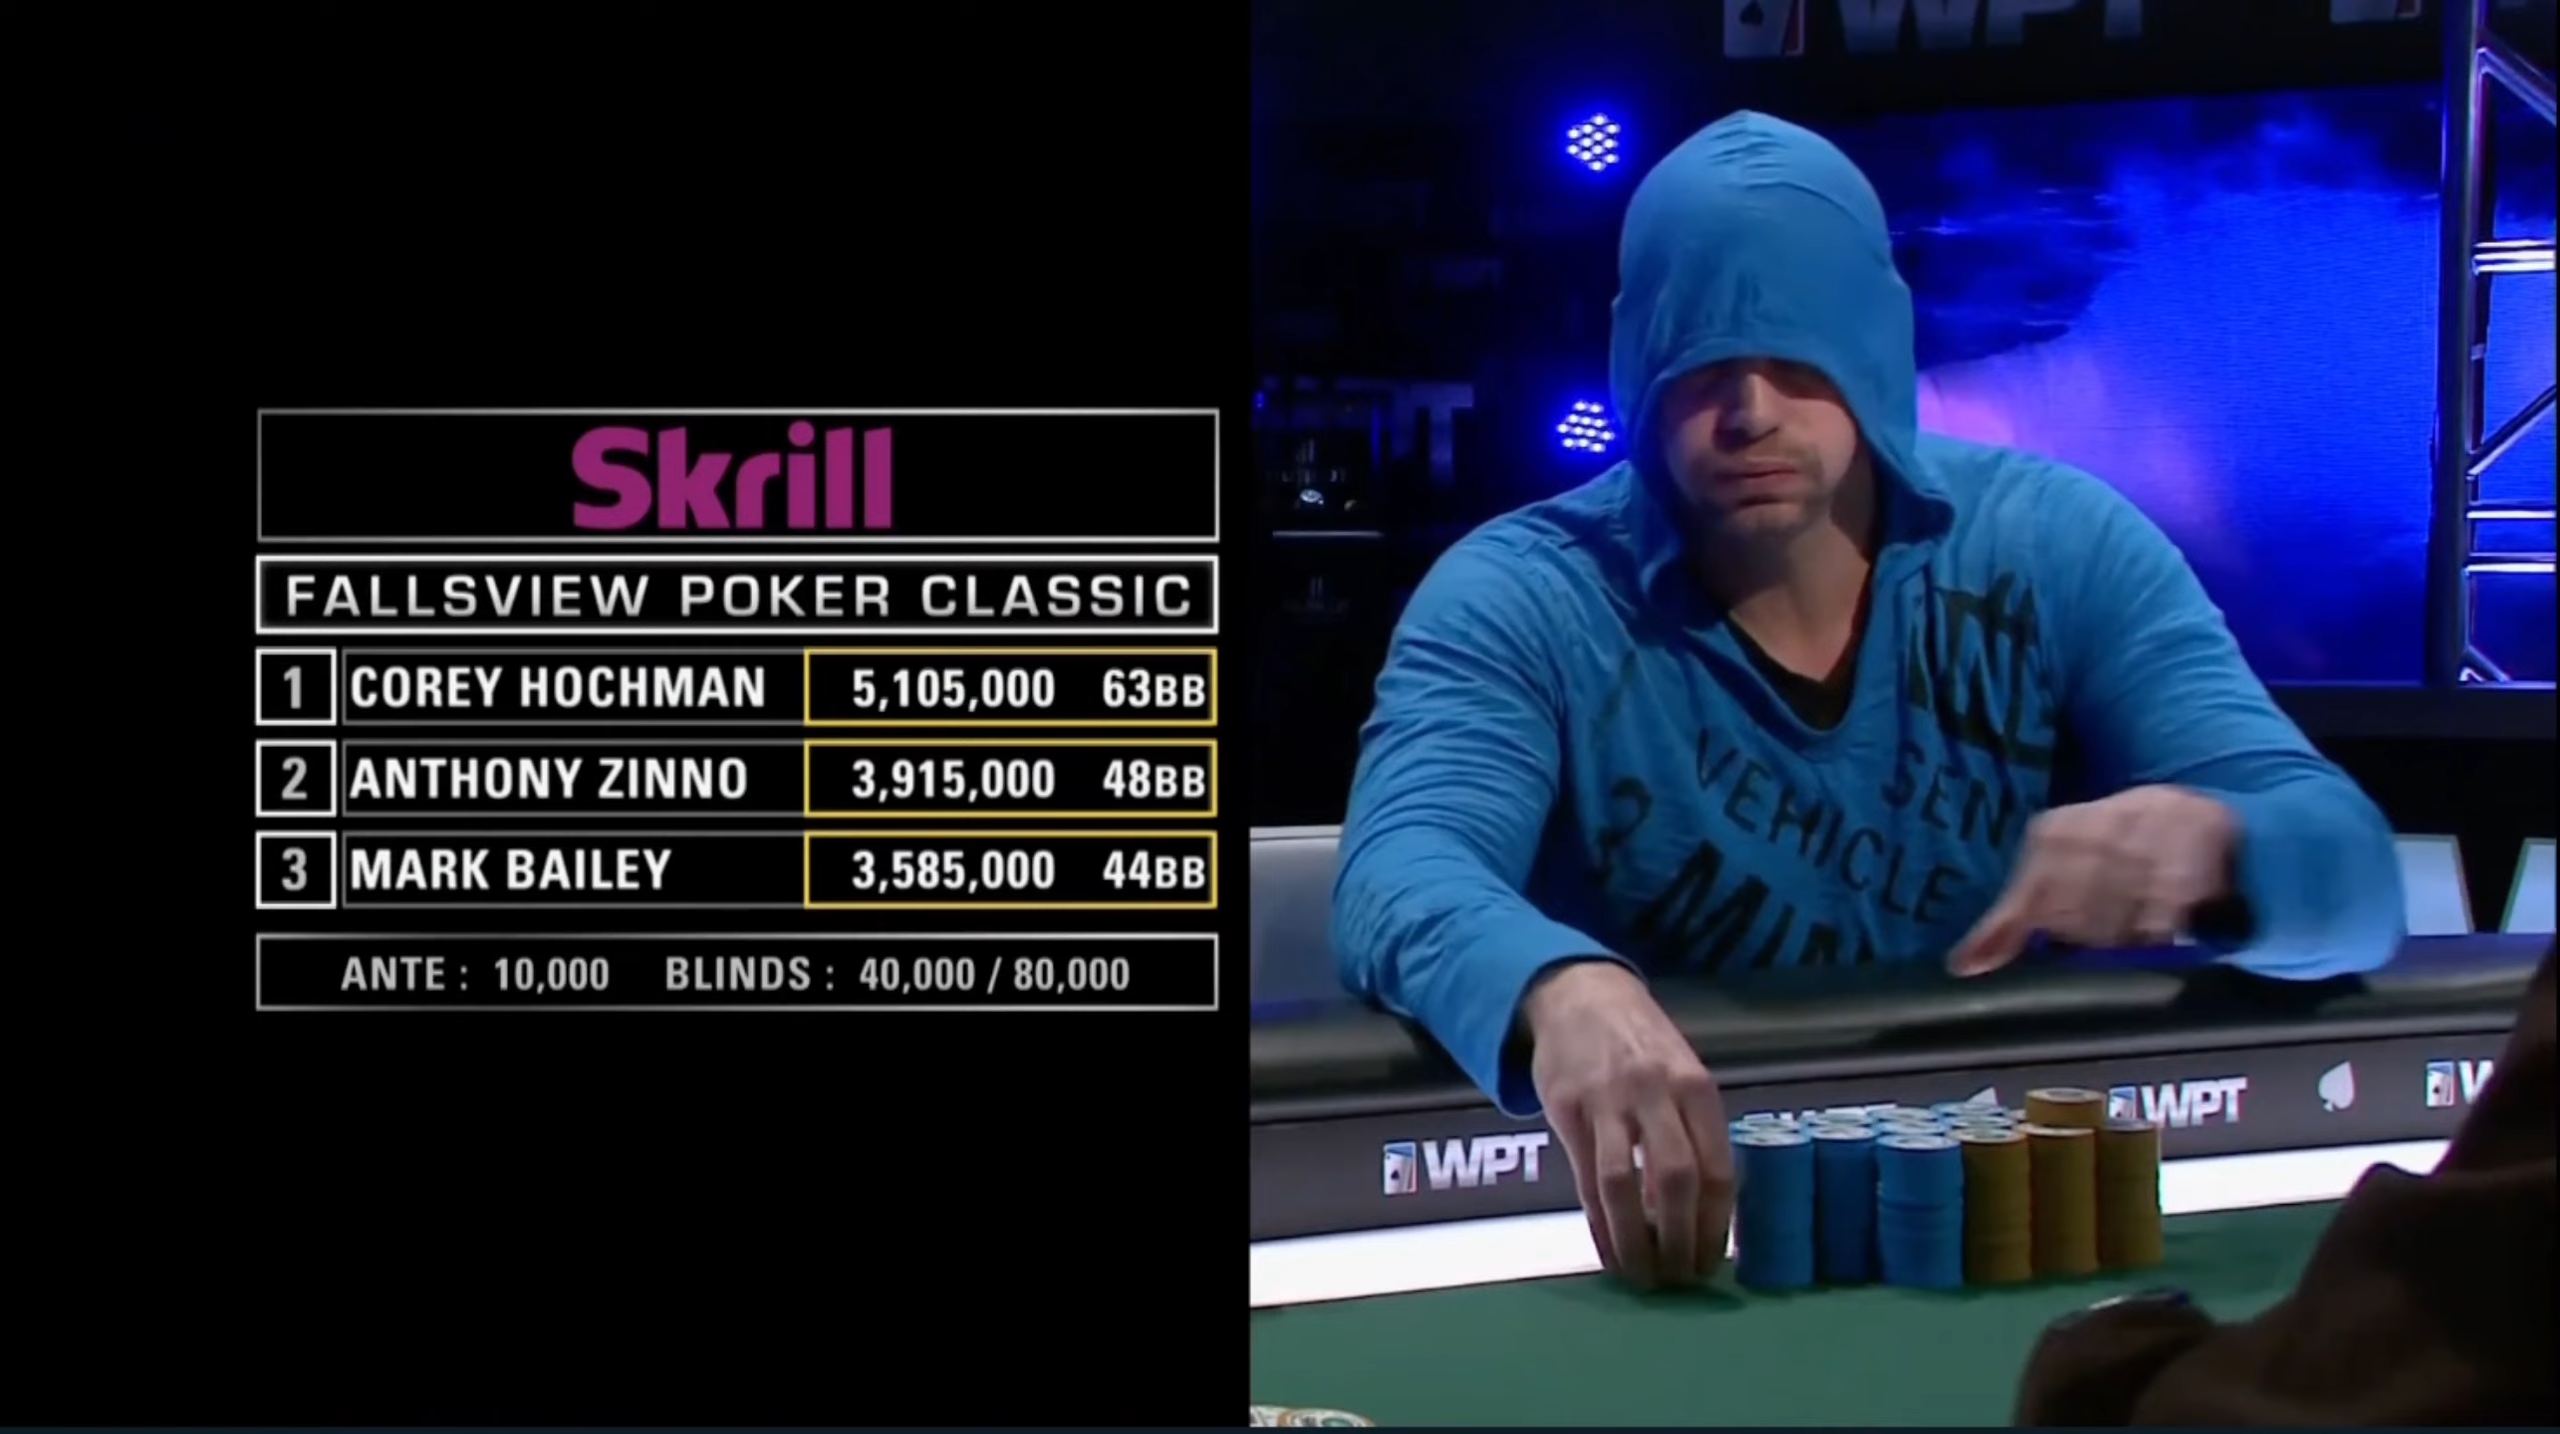 WPT
Skrill
FALLSVIEW POKER CLASSIC
1 COREY HOCHMAN 5,105,000 63BB
2 ANTHONY ZINNO 3,915,000 48BB
3 MARK BAILEY 3,585,000 44BB
ANTE : 10,000 BLINDS : 40,000 / 80,000
VEHICLE
WPT
WPT